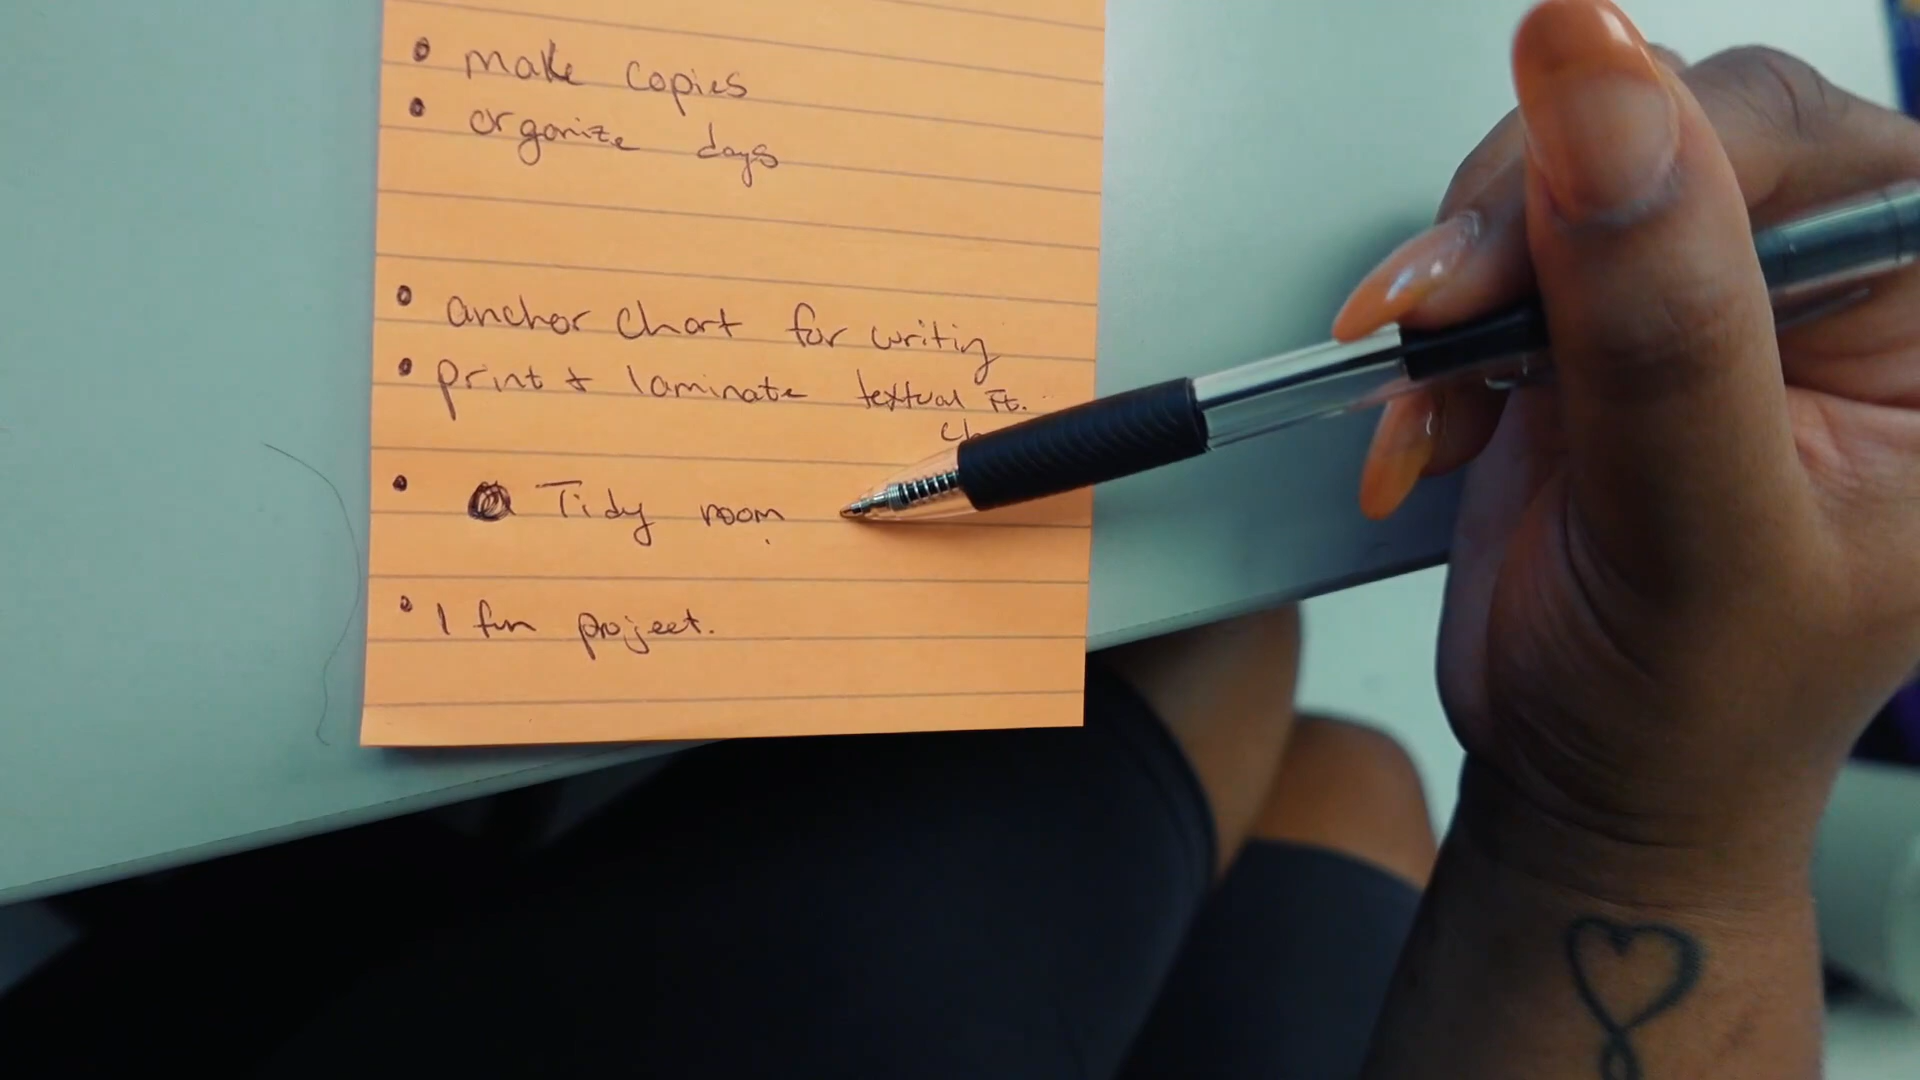 • make copies
• organize days
• anchor chart for writing
• print & laminate textual Ft.
• Tidy room
• 1 fun project.